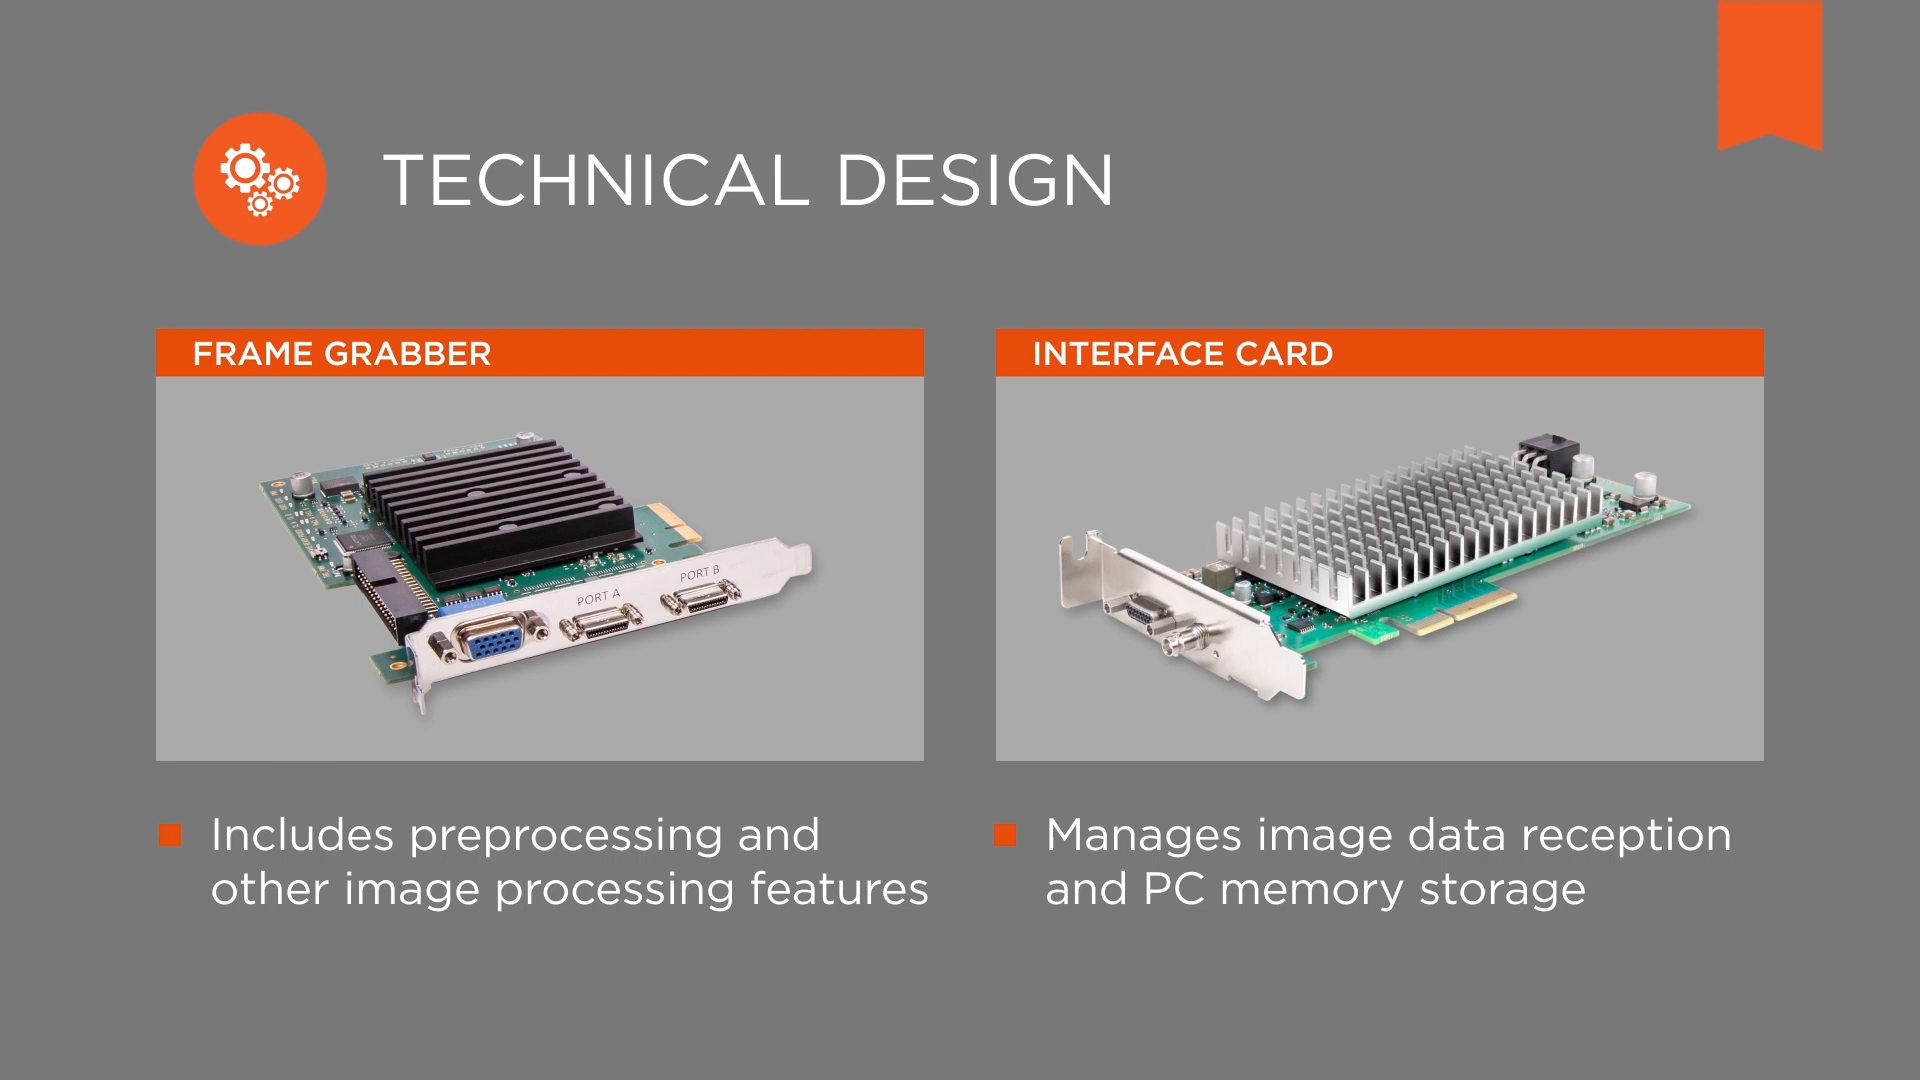 TECHNICAL DESIGN
FRAME GRABBER
INTERFACE CARD
PORT A
PORT B
Includes preprocessing and
other image processing features
Manages image data reception
and PC memory storage